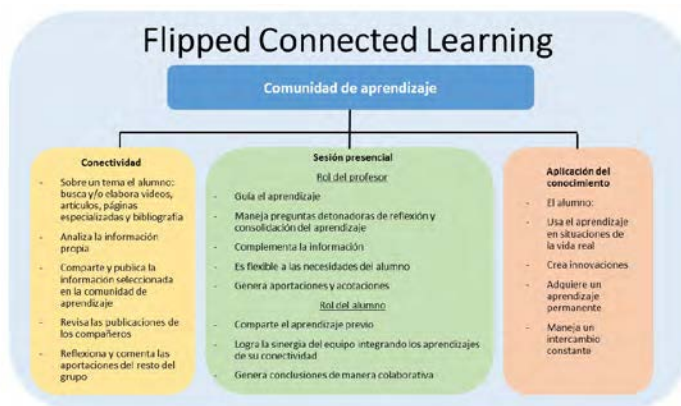 Flipped Connected Learning
Comunidad de aprendizaje
Conectividad
- Sobre un tema el alumno:
busca y/o elabora videos,
artículos, páginas
especializadas y bibliografía
- Analiza la información
propia
- Comparte y publica la
información seleccionada
en la comunidad de
aprendizaje
- Revisa las publicaciones de
los compañeros
- Reflexiona y comenta las
aportaciones del resto del
grupo
Sesión presencial
Rol del profesor
- Guía el aprendizaje
- Maneja preguntas detonadoras de reflexión y
consolidación del aprendizaje
- Complementa la información
- Es flexible a las necesidades del alumno
- Genera aportaciones y acotaciones
Rol del alumno
- Comparte el aprendizaje previo
- Logra la sinergia del equipo integrando los aprendizajes
de su conectividad
- Genera conclusiones de manera colaborativa
Aplicación del
conocimiento
- El alumno:
- Usa el aprendizaje
en situaciones de
la vida real
- Crea innovaciones
- Adquiere un
aprendizaje
permanente
- Maneja un
intercambio
constante